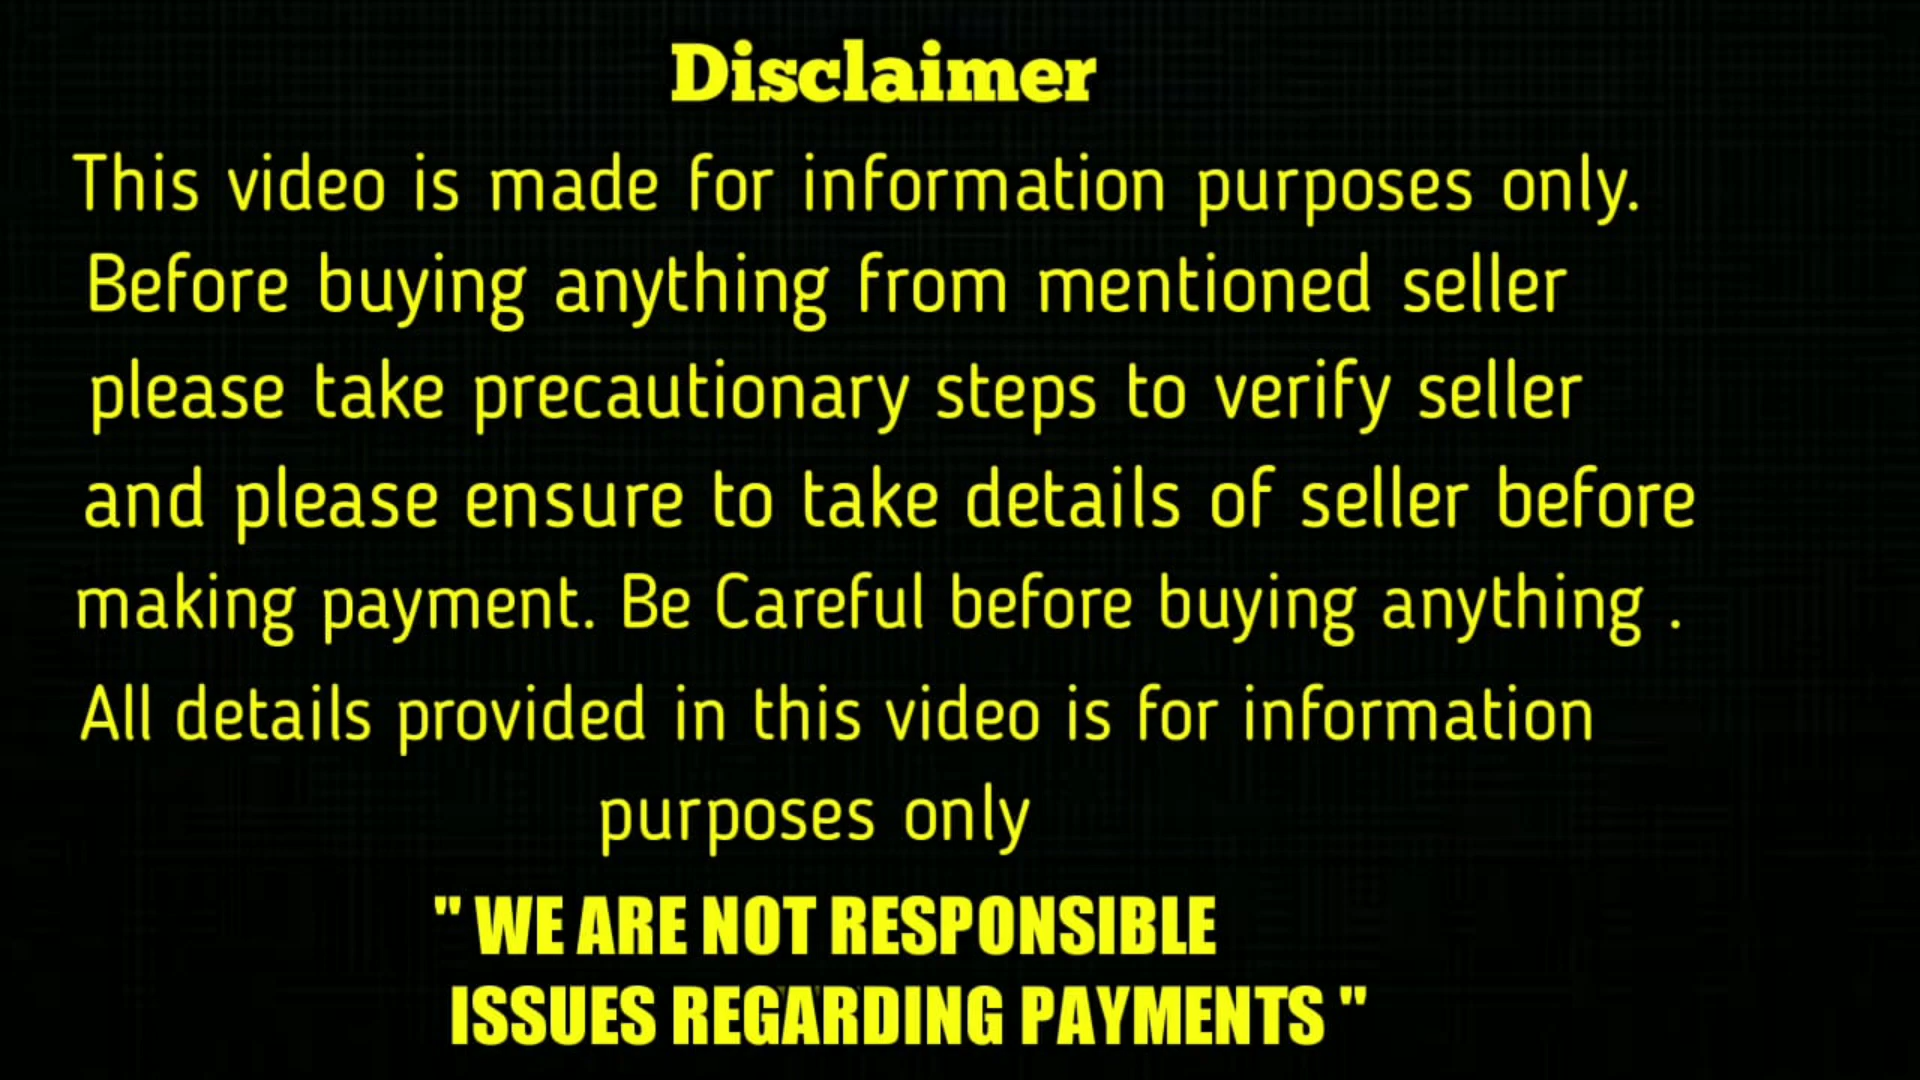 Disclaimer
This video is made for information purposes only.
Before buying anything from mentioned seller
please take precautionary steps to verify seller
and please ensure to take details of seller before
making payment. Be Careful before buying anything .
All details provided in this video is for information
purposes only
" WE ARE NOT RESPONSIBLE
ISSUES REGARDING PAYMENTS "